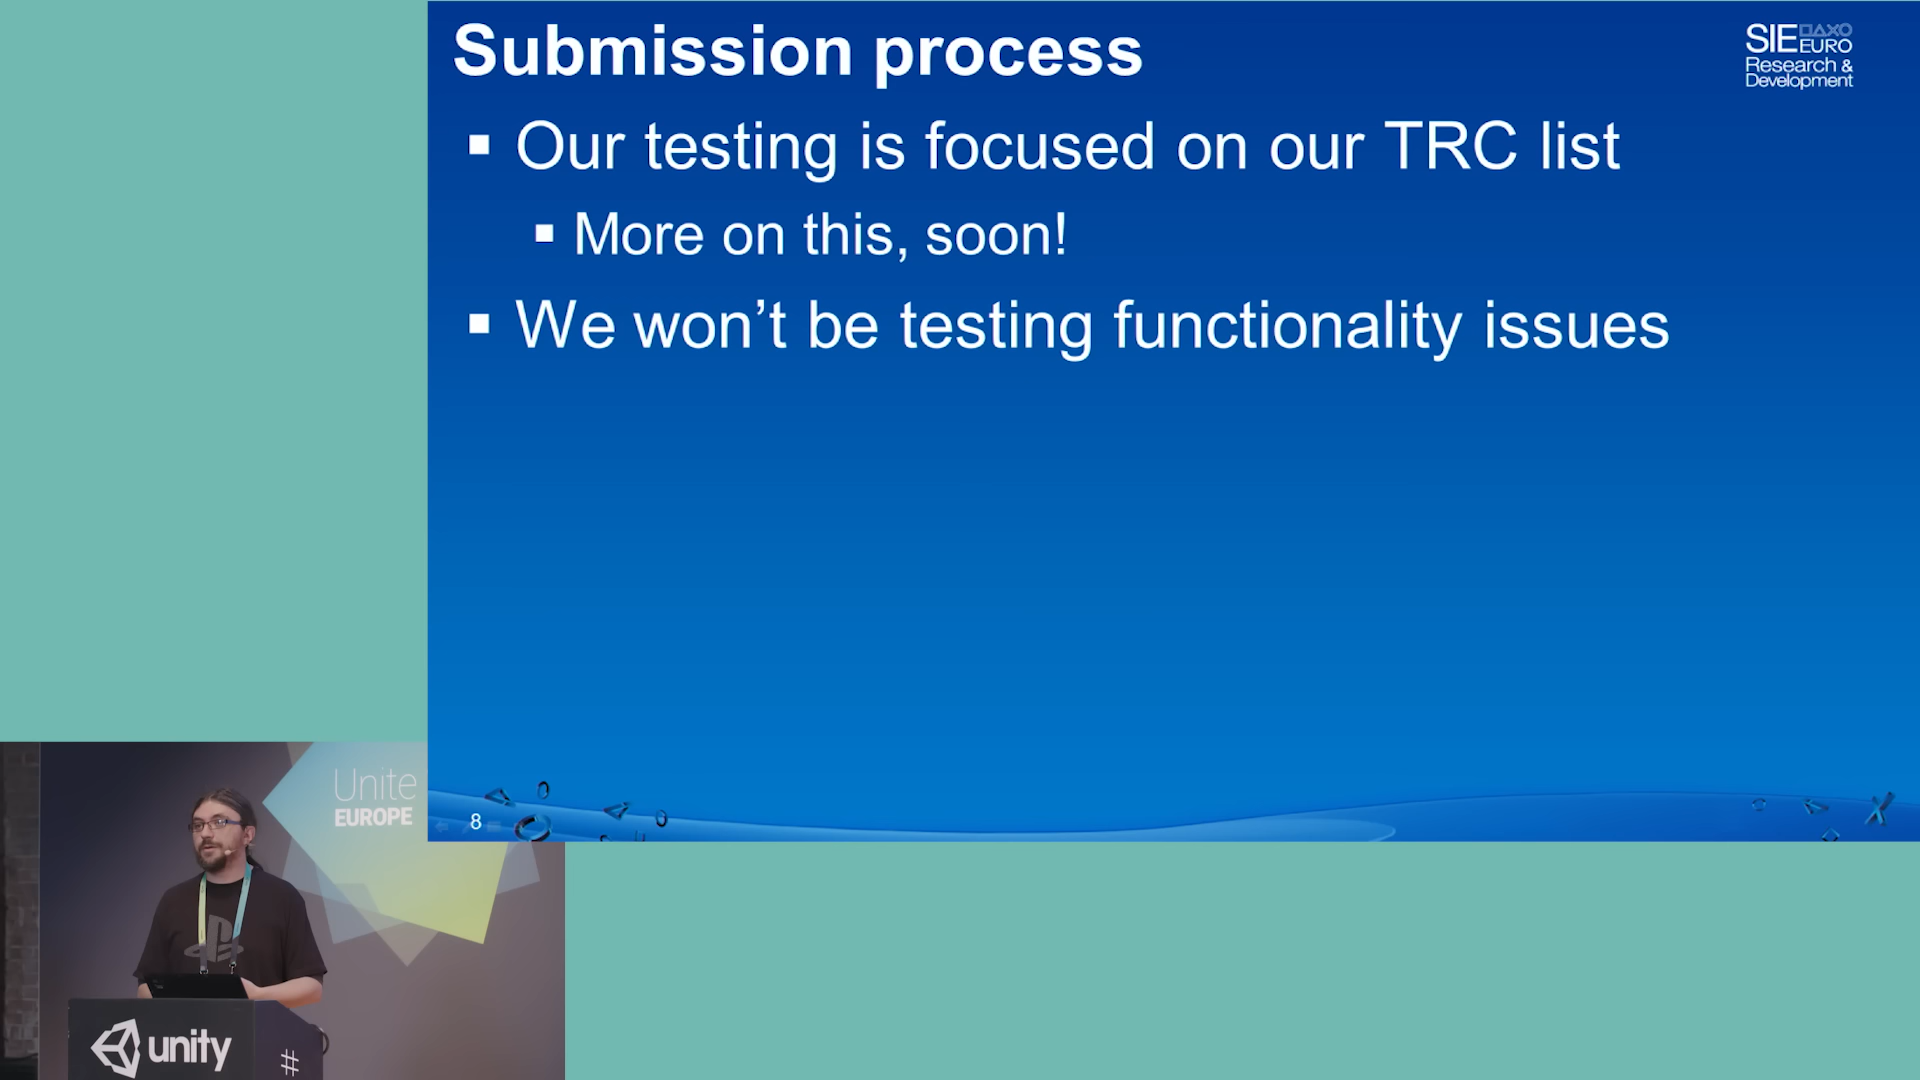 Submission process
SIE
EURO
Research &
Development
▪ Our testing is focused on our TRC list
▪ More on this, soon!
▪ We won't be testing functionality issues
8
Unite
EUROPE
unity
#